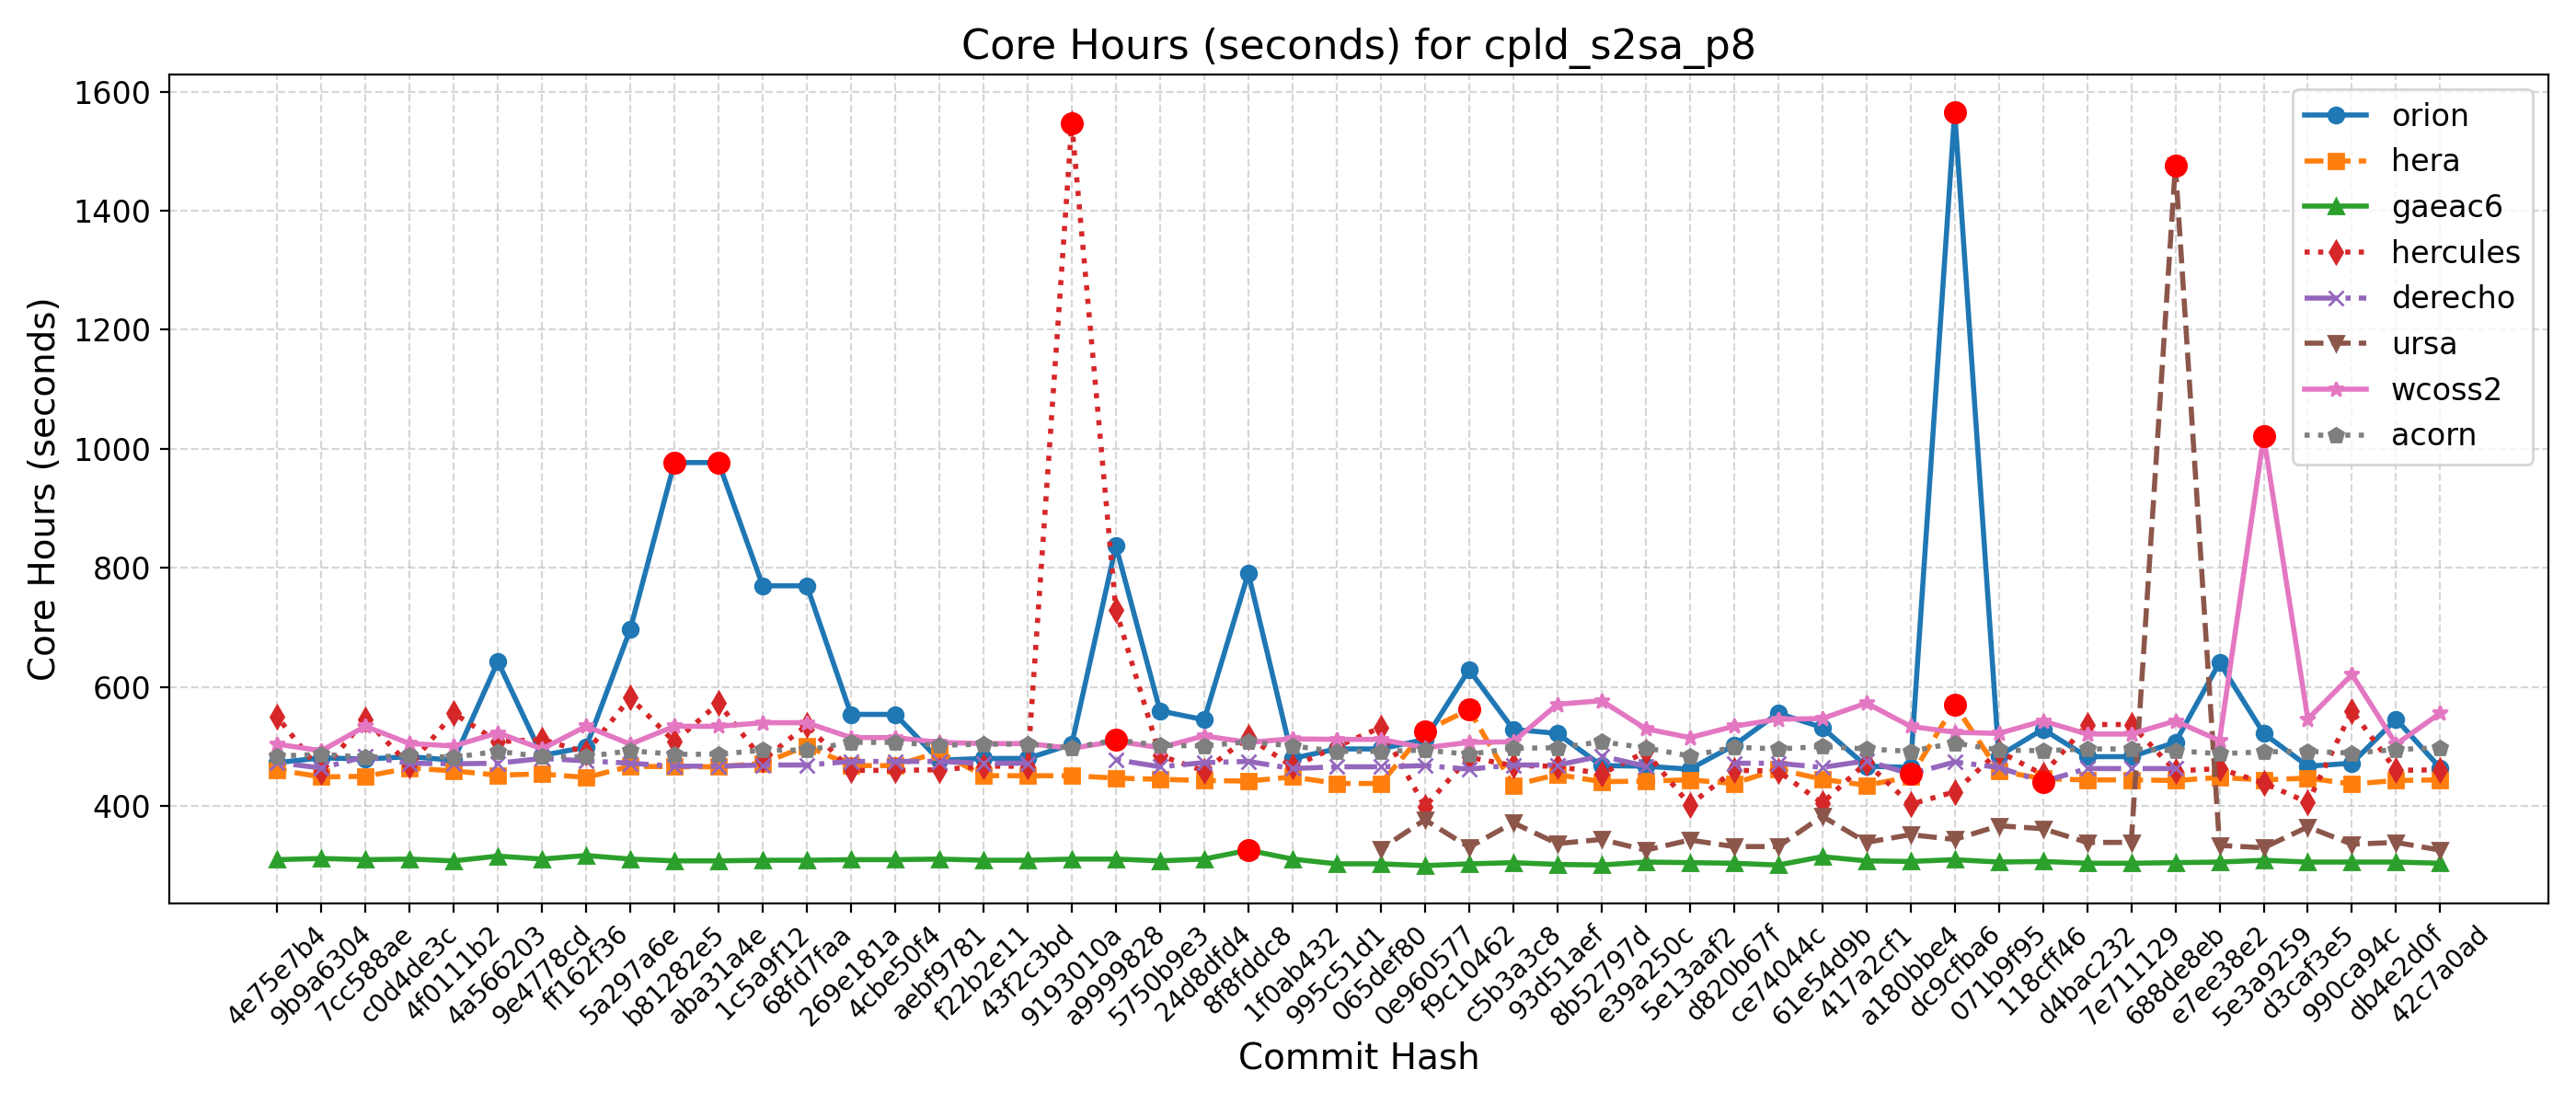 Core Hours (seconds) for cpld_s2sa_p8
Core Hours (seconds)
1600
1400
1200
1000
800
600
400
orion
hera
gaeac6
hercules
derecho
ursa
wcoss2
acorn
4e75e7b4
9b9a6304
7cc588ae
c0d4de3c
4f0111b2
4a566203
9e4778cd
ff162f36
5a297a6e
b81282e5
aba31a4e
1c5a9f12
68fd7faa
269e181a
4cbe50f4
aebf9781
f22b2e11
43f2c3bd
9193010a
a9999828
5750b9e3
24d8dfd4
8f8fddc8
1f0ab432
995c51d1
065def80
0e960577
f9c10462
c5b3a3c8
93d51aef
8b52797d
e39a250c
5e13aaf2
d820b67f
ce74044c
61e54d9b
417a2cf1
a180bbe4
dc9cfba6
071b9f95
118cff46
d4bac232
7e711129
688de8eb
e7ee38e2
5e3a9259
d3caf3e5
990ca94c
db4e2d0f
42c7a0ad
Commit Hash